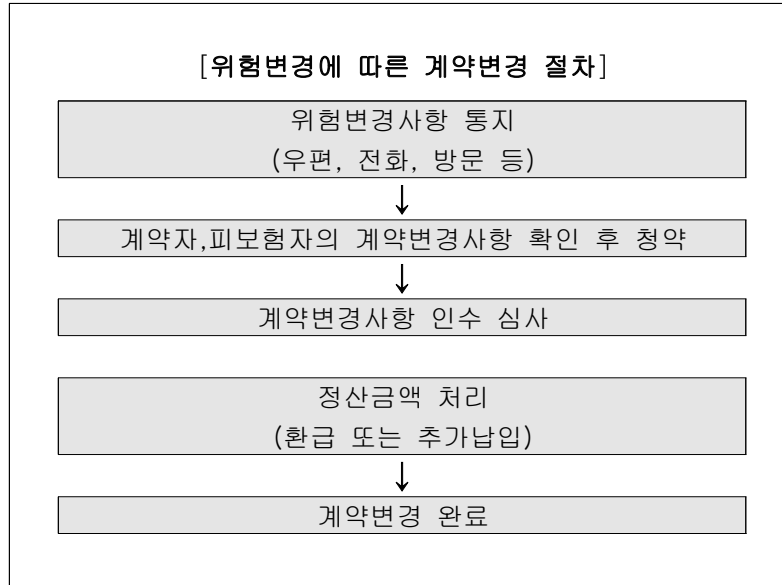 [위험변경에 따른 계약변경 절차]
위험변경사항 통지
(우편, 전화, 방문 등)
계약자,피보험자의 계약변경사항 확인 후 청약
계약변경사항 인수 심사
정산금액 처리
(환급 또는 추가납입)
계약변경 완료